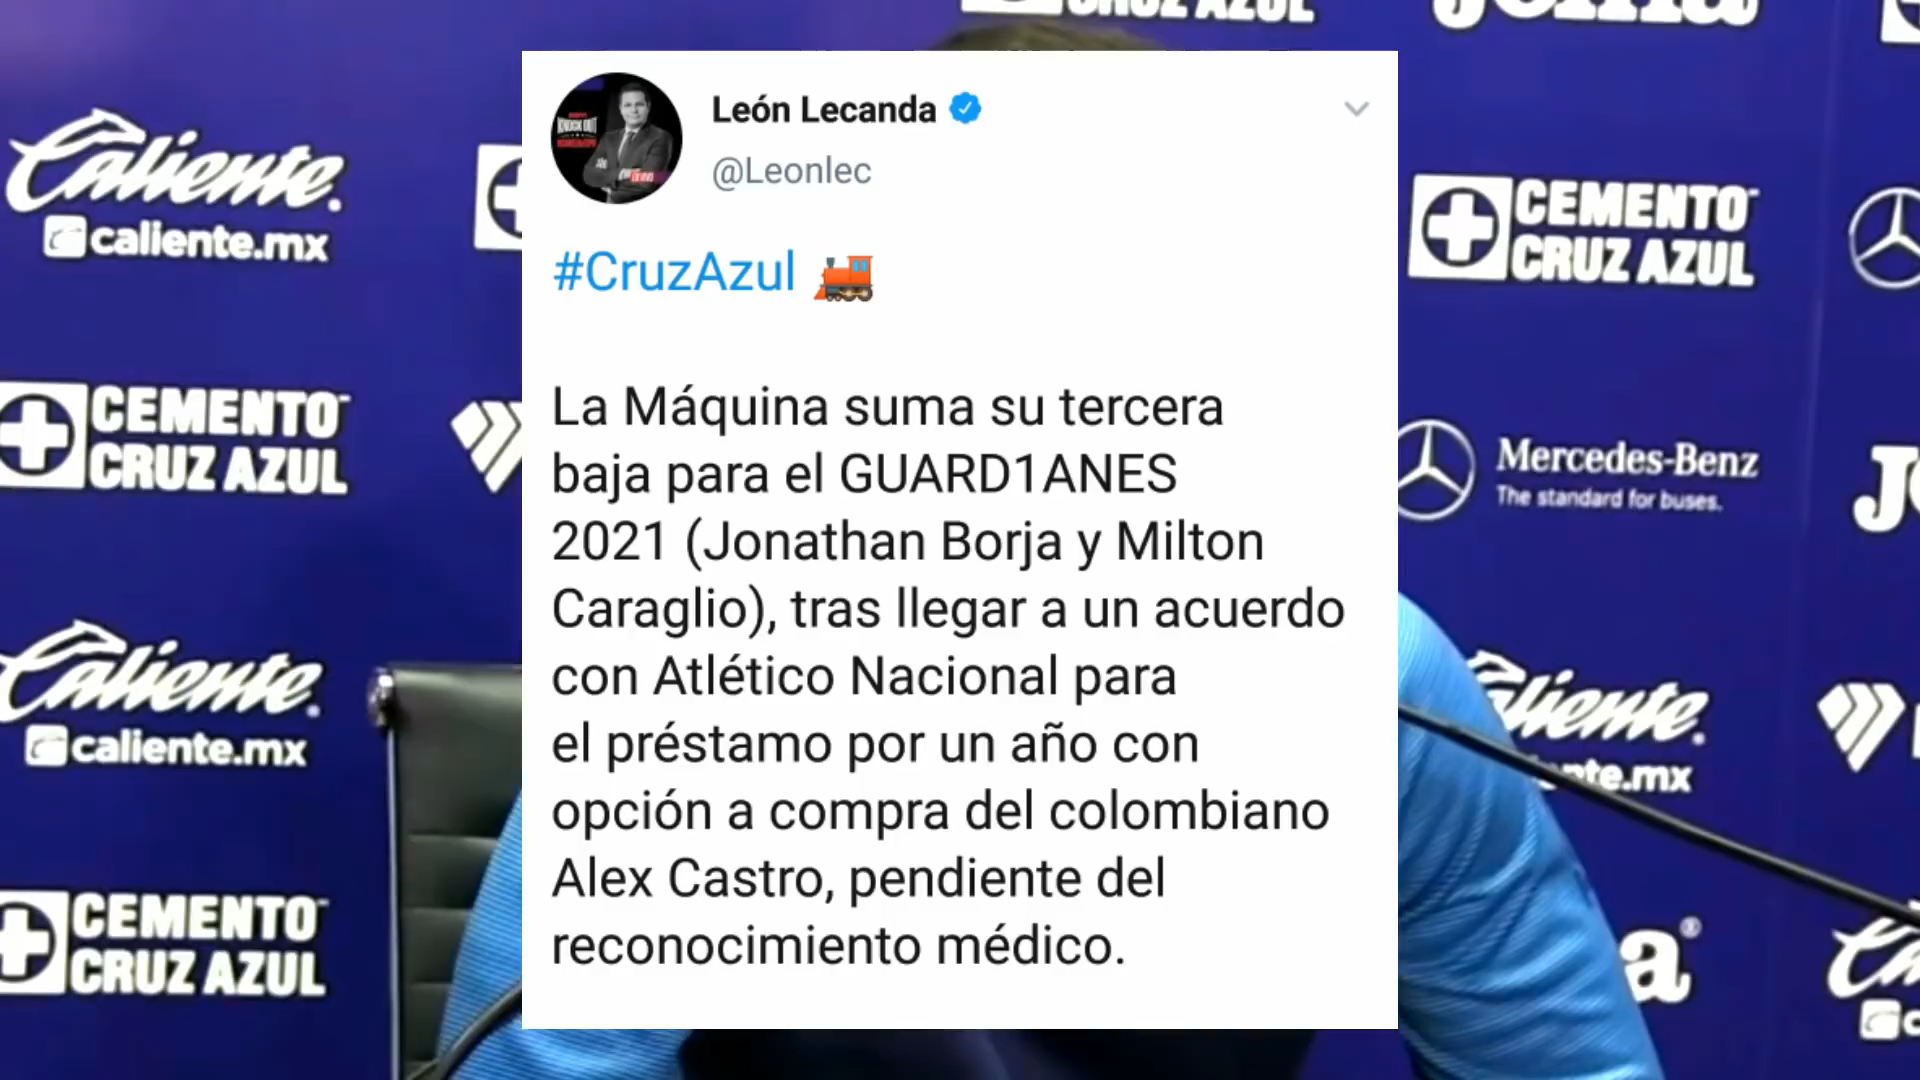 CRUZ AZUL
Joma
León Lecanda
@Leonlec
#CruzAzul
La Máquina suma su tercera
baja para el GUARD1ANES
2021 (Jonathan Borja y Milton
Caraglio), tras llegar a un acuerdo
con Atlético Nacional para
el préstamo por un año con
opción a compra del colombiano
Alex Castro, pendiente del
reconocimiento médico.
Caliente.
caliente.mx
CEMENTO
CRUZ AZUL
Caliente.
caliente.mx
CEMENTO
CRUZ AZUL
CEMENTO
CRUZ AZUL
Mercedes-Benz
The standard for buses.